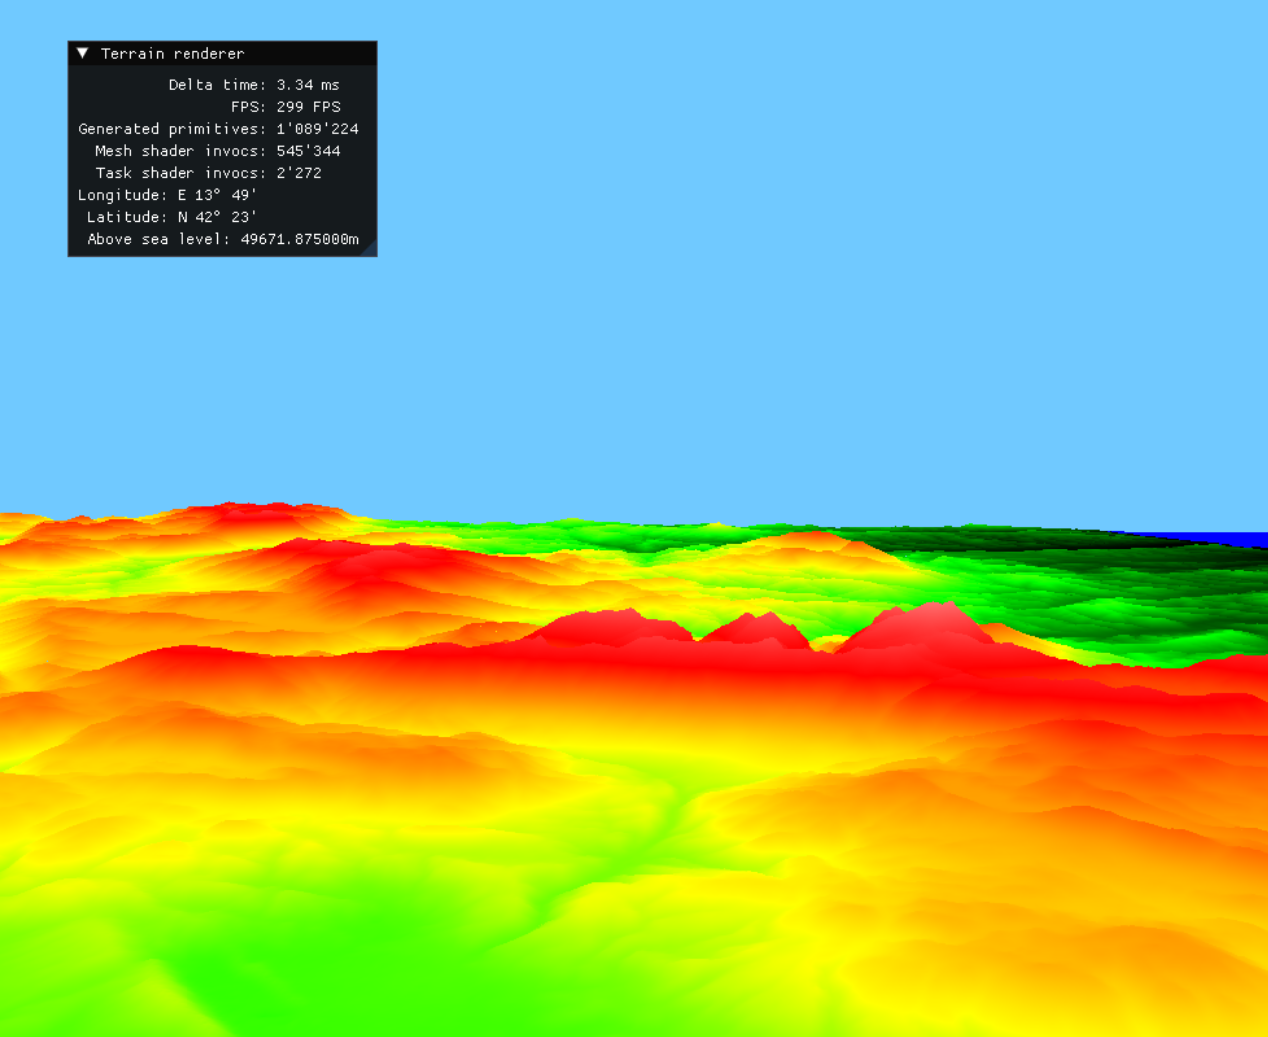 Terrain renderer
Delta time: 3.34 ms
FPS: 299 FPS
Generated primitives: 1'089'224
Mesh shader invocs: 545'344
Task shader invocs: 2'272
Longitude: E 13° 49'
Latitude: N 42° 23'
Above sea level: 49671.875000m